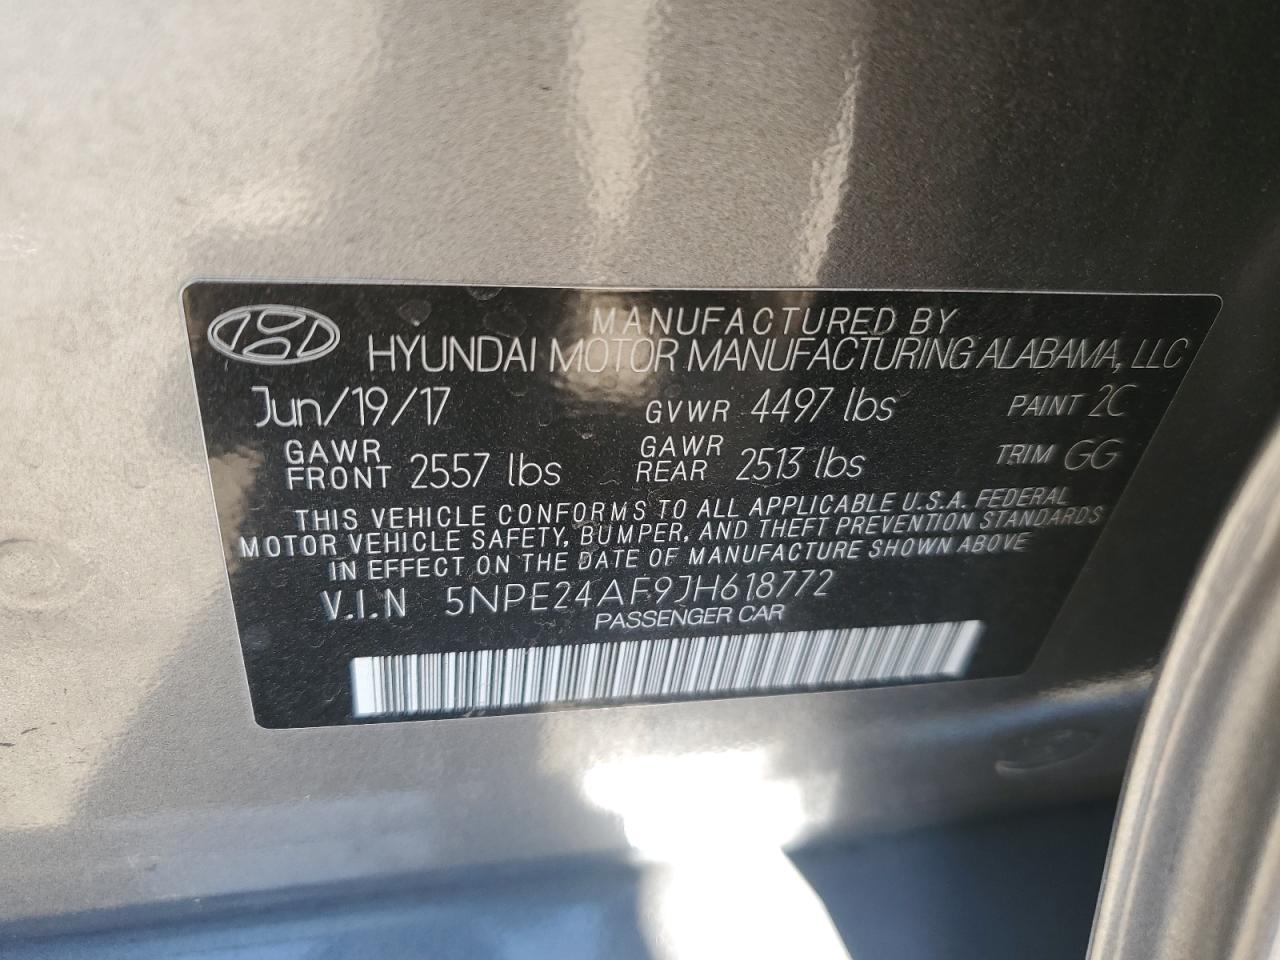 MANUFACTURED BY
HYUNDAI MOTOR MANUFACTURING ALABAMA, LLC
Jun/19/17 GVWR 4497 lbs PAINT 2C
GAWR FRONT 2557 lbs GAWR REAR 2513 lbs TRIM GG
THIS VEHICLE CONFORMS TO ALL APPLICABLE U.S.A. FEDERAL
MOTOR VEHICLE SAFETY, BUMPER, AND THEFT PREVENTION STANDARDS
IN EFFECT ON THE DATE OF MANUFACTURE SHOWN ABOVE
V.I.N 5NPE24AF9JH618772
PASSENGER CAR